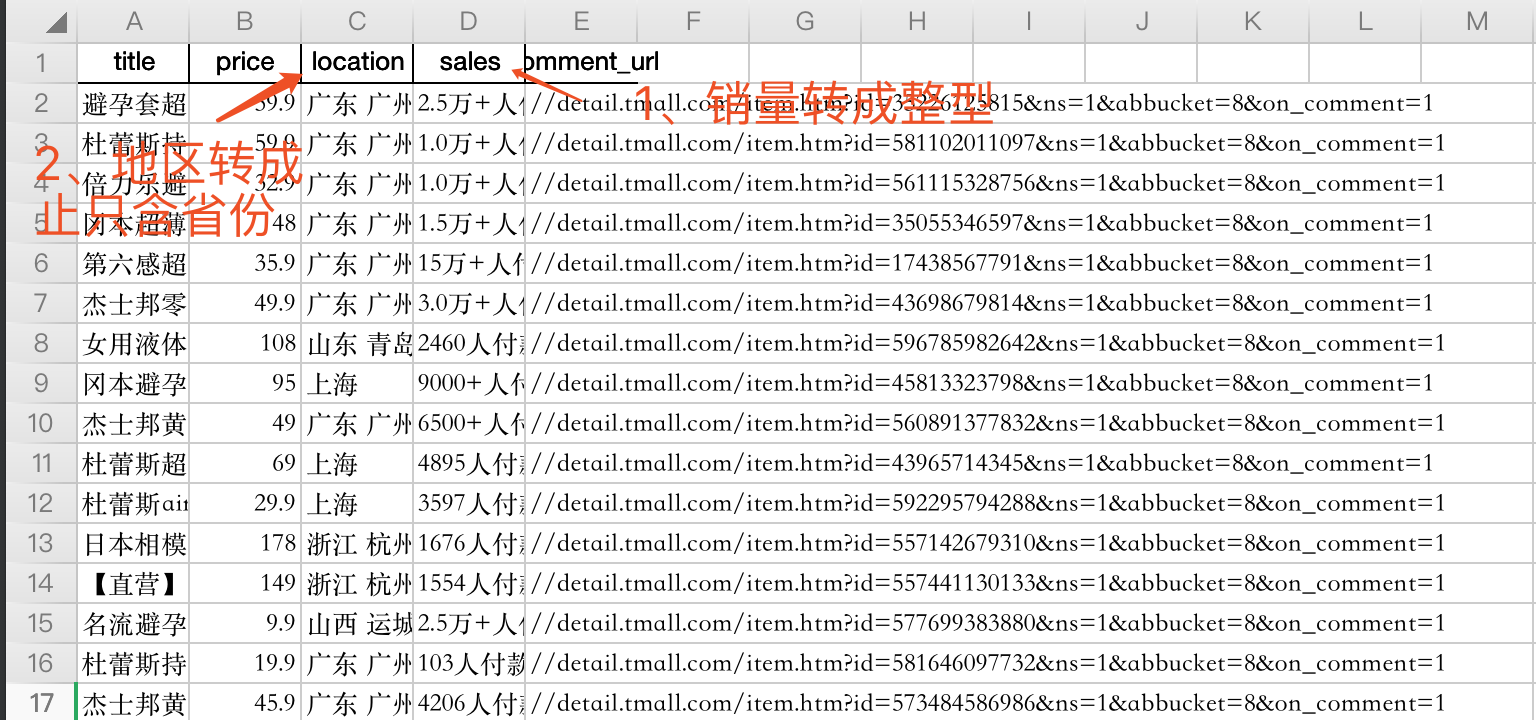 A B C D E F G H I J K L M
1 title price location sales omment_url
2 避孕套超 59.9 广东 广州 2.5万+人付 //detail.tmall.com/item.htm?id=35226125815&ns=1&abbucket=8&on_comment=1
1、销量转成整型
3 杜蕾斯持 59.9 广东 广州 1.0万+人付 //detail.tmall.com/item.htm?id=581102011097&ns=1&abbucket=8&on_comment=1
2、地区转成
4 倍力乐避 32.9 广东 广州 1.0万+人付 //detail.tmall.com/item.htm?id=561115328756&ns=1&abbucket=8&on_comment=1
止只含省份
5 冈本超薄 48 广东 广州 1.5万+人付 //detail.tmall.com/item.htm?id=35055346597&ns=1&abbucket=8&on_comment=1
6 第六感超 35.9 广东 广州 15万+人付 //detail.tmall.com/item.htm?id=17438567791&ns=1&abbucket=8&on_comment=1
7 杰士邦零 49.9 广东 广州 3.0万+人付 //detail.tmall.com/item.htm?id=43698679814&ns=1&abbucket=8&on_comment=1
8 女用液体 108 山东 青岛 2460人付款 //detail.tmall.com/item.htm?id=596785982642&ns=1&abbucket=8&on_comment=1
9 冈本避孕 95 上海 9000+人付 //detail.tmall.com/item.htm?id=45813323798&ns=1&abbucket=8&on_comment=1
10 杰士邦黄 49 广东 广州 6500+人付 //detail.tmall.com/item.htm?id=560891377832&ns=1&abbucket=8&on_comment=1
11 杜蕾斯超 69 上海 4895人付款 //detail.tmall.com/item.htm?id=43965714345&ns=1&abbucket=8&on_comment=1
12 杜蕾斯air 29.9 上海 3597人付款 //detail.tmall.com/item.htm?id=592295794288&ns=1&abbucket=8&on_comment=1
13 日本相模 178 浙江 杭州 1676人付款 //detail.tmall.com/item.htm?id=557142679310&ns=1&abbucket=8&on_comment=1
14 【直营】 149 浙江 杭州 1554人付款 //detail.tmall.com/item.htm?id=557441130133&ns=1&abbucket=8&on_comment=1
15 名流避孕 9.9 山西 运城 2.5万+人付 //detail.tmall.com/item.htm?id=577699383880&ns=1&abbucket=8&on_comment=1
16 杜蕾斯持 19.9 广东 广州 103人付款 //detail.tmall.com/item.htm?id=581646097732&ns=1&abbucket=8&on_comment=1
17 杰士邦黄 45.9 广东 广州 4206人付款 //detail.tmall.com/item.htm?id=573484586986&ns=1&abbucket=8&on_comment=1